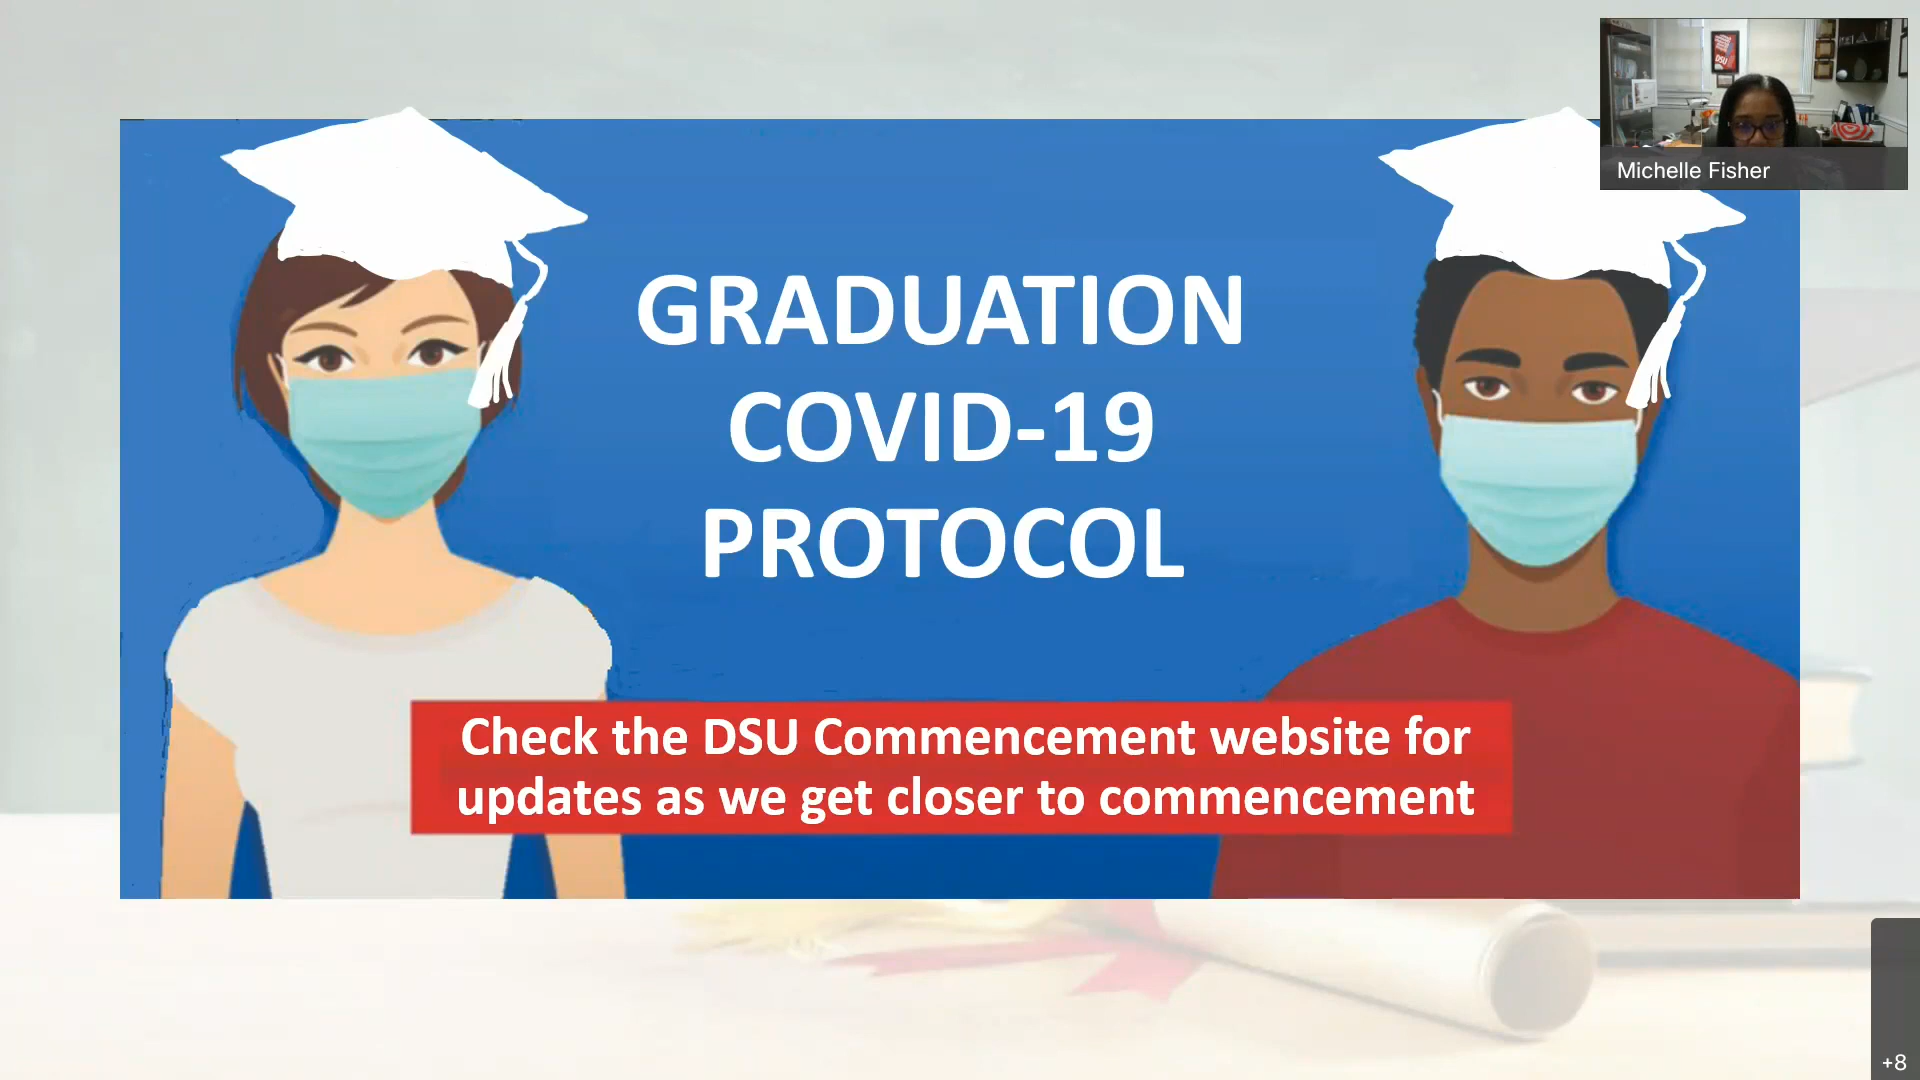 GRADUATION
COVID-19
PROTOCOL
Check the DSU Commencement website for
updates as we get closer to commencement
DSU
Michelle Fisher
+8